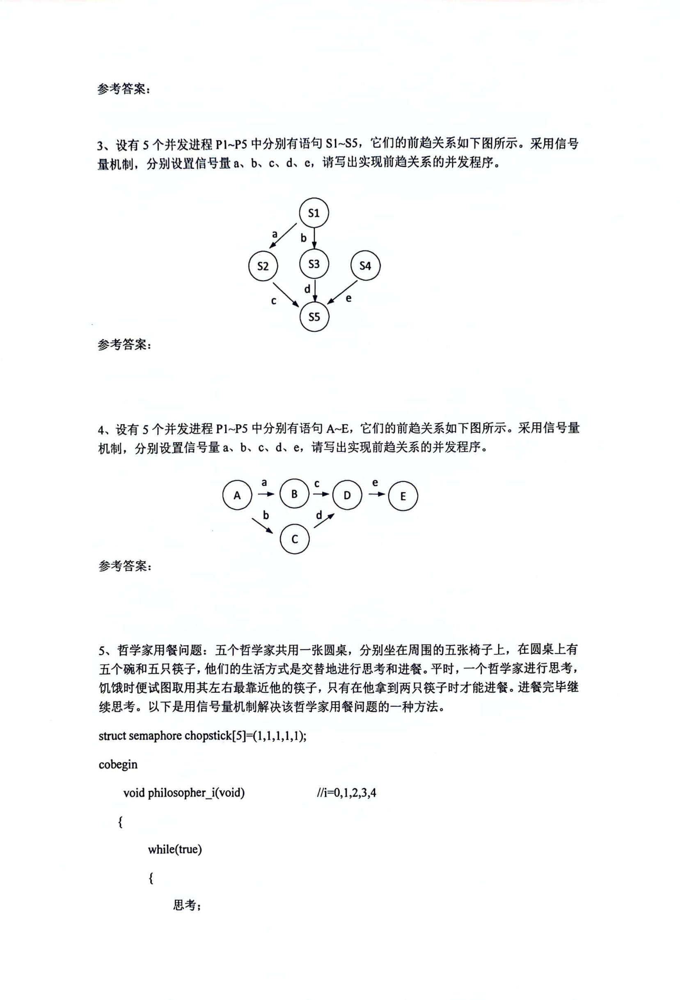 参考答案：
3、设有 5 个并发进程 P1~P5 中分别有语句 S1~S5，它们的前趋关系如下图所示。采用信号
量机制，分别设置信号量 a、b、c、d、e，请写出实现前趋关系的并发程序。
S1
a
b
S2
S3
S4
d
c
e
S5
参考答案：
4、设有 5 个并发进程 P1~P5 中分别有语句 A~E，它们的前趋关系如下图所示。采用信号量
机制，分别设置信号量 a、b、c、d、e，请写出实现前趋关系的并发程序。
a
c
e
A
B
D
E
b
d
C
参考答案：
5、哲学家用餐问题：五个哲学家共用一张圆桌，分别坐在周围的五张椅子上，在圆桌上有
五个碗和五只筷子，他们的生活方式是交替地进行思考和进餐。平时，一个哲学家进行思考，
饥饿时便试图取用其左右最靠近他的筷子，只有在他拿到两只筷子时才能进餐。进餐完毕继
续思考。以下是用信号量机制解决该哲学家用餐问题的一种方法。
struct semaphore chopstick[5]=(1,1,1,1,1);
cobegin
void philosopher_i(void) //i=0,1,2,3,4
{
while(true)
{
思考；